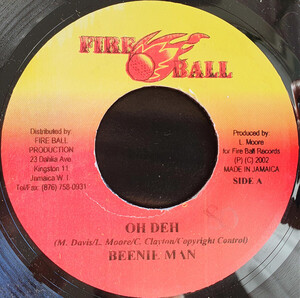 FIRE BALL
Distributed by:
FIRE BALL
PRODUCTION
23 Dahlia Ave.
Kingston 11
Jamaica W.I
Tel: (876) 758-0931
Produced by:
L. Moore
for Fire Ball Records
(P) (C) 2002
MADE IN JAMAICA
SIDE A
OH DEH
(M. Davis/L. Moore/C. Clayton/Copyright Control)
BEENIE MAN